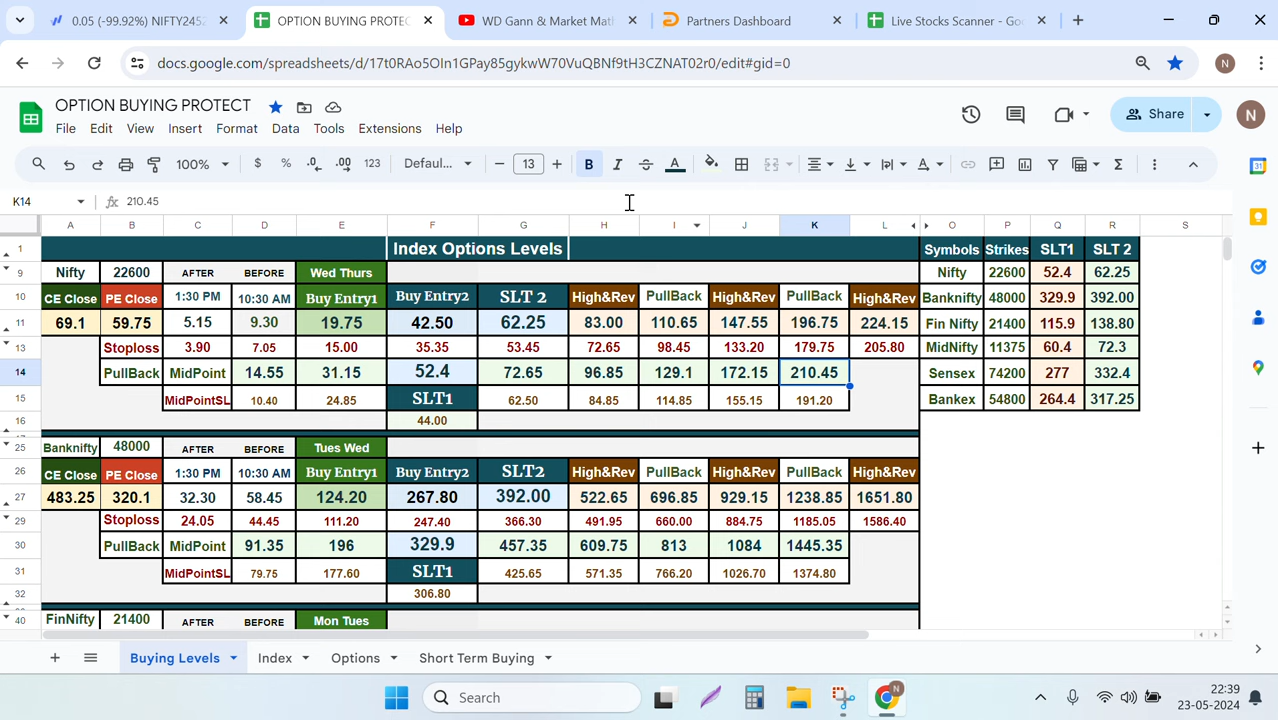 0.05 (-99.92%) NIFTY2452
OPTION BUYING PROTEC
WD Gann & Market Mat
Partners Dashboard
Live Stocks Scanner - Goo
docs.google.com/spreadsheets/d/17t0RAo5OIn1GPay85gykwW70VuQBNf9tH3CZNAT02r0/edit#gid=0
N
OPTION BUYING PROTECT
File Edit View Insert Format Data Tools Extensions Help
Share
N
100% $ % .0 .00 123 Defaul... 13 B I A
K14 fx 210.45
A B C D E F G H I J K L O P Q R S
1 Index Options Levels Symbols Strikes SLT1 SLT 2
9 Nifty 22600 AFTER BEFORE Wed Thurs Nifty 22600 52.4 62.25
10 CE Close PE Close 1:30 PM 10:30 AM Buy Entry1 Buy Entry2 SLT 2 High&Rev PullBack High&Rev PullBack High&Rev Banknifty 48000 329.9 392.00
11 69.1 59.75 5.15 9.30 19.75 42.50 62.25 83.00 110.65 147.55 196.75 224.15 Fin Nifty 21400 115.9 138.80
13 Stoploss 3.90 7.05 15.00 35.35 53.45 72.65 98.45 133.20 179.75 205.80 MidNifty 11375 60.4 72.3
14 PullBack MidPoint 14.55 31.15 52.4 72.65 96.85 129.1 172.15 210.45 Sensex 74200 277 332.4
15 MidPointSL 10.40 24.85 SLT1 62.50 84.85 114.85 155.15 191.20 Bankex 54800 264.4 317.25
16 44.00
25 Banknifty 48000 AFTER BEFORE Tues Wed
26 CE Close PE Close 1:30 PM 10:30 AM Buy Entry1 Buy Entry2 SLT2 High&Rev PullBack High&Rev PullBack High&Rev
27 483.25 320.1 32.30 58.45 124.20 267.80 392.00 522.65 696.85 929.15 1238.85 1651.80
29 Stoploss 24.05 44.45 111.20 247.40 366.30 491.95 660.00 884.75 1185.05 1586.40
30 PullBack MidPoint 91.35 196 329.9 457.35 609.75 813 1084 1445.35
31 MidPointSL 79.75 177.60 SLT1 425.65 571.35 766.20 1026.70 1374.80
32 306.80
40 FinNifty 21400 AFTER BEFORE Mon Tues
Buying Levels Index Options Short Term Buying
Search
22:39
23-05-2024